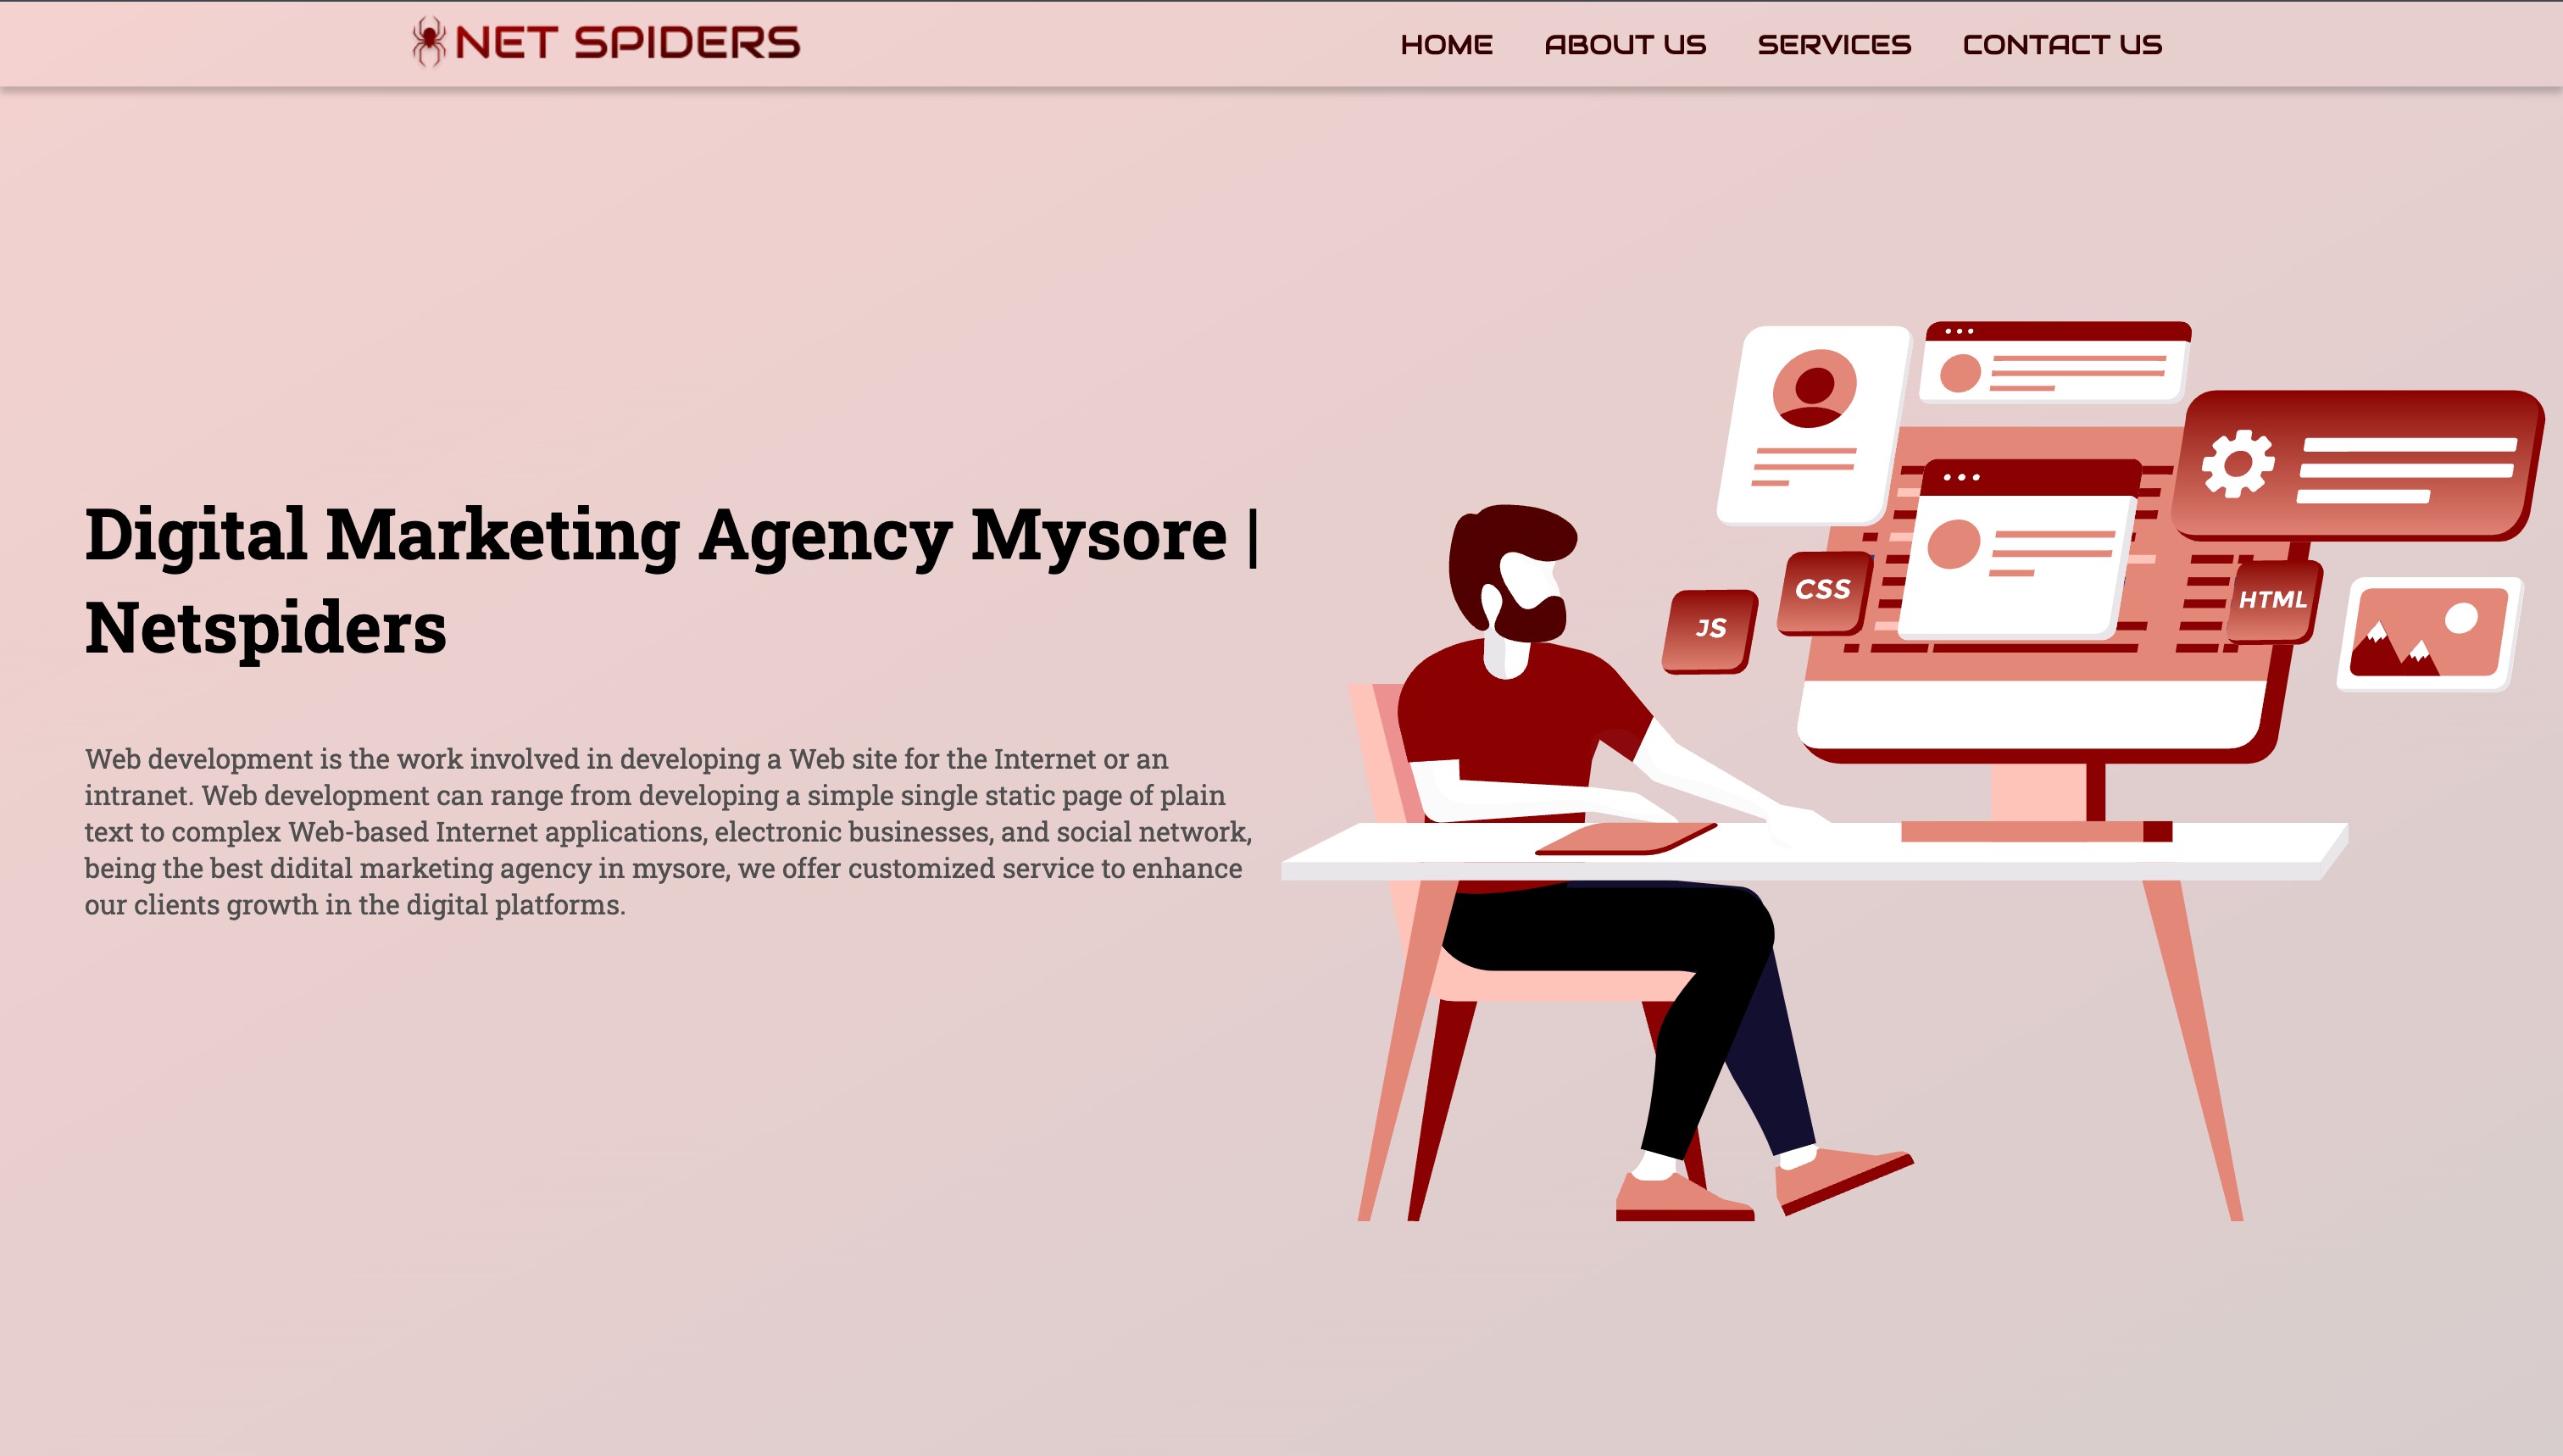 NET SPIDERS
HOME ABOUT US SERVICES CONTACT US
Digital Marketing Agency Mysore |
Netspiders
Web development is the work involved in developing a Web site for the Internet or an
intranet. Web development can range from developing a simple single static page of plain
text to complex Web-based Internet applications, electronic businesses, and social network,
being the best didital marketing agency in mysore, we offer customized service to enhance
our clients growth in the digital platforms.
JS
CSS
HTML